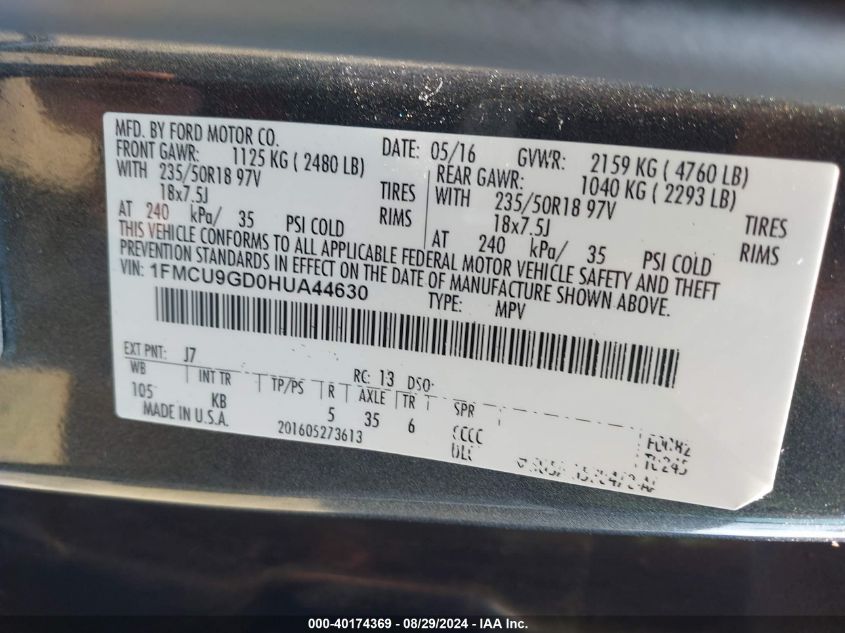 MFD. BY FORD MOTOR CO.
DATE: 05/16 GVWR: 2159 KG ( 4760 LB)
FRONT GAWR: 1125 KG ( 2480 LB)
WITH 235/50R18 97V TIRES
18x7.5J RIMS
AT 240 kPa/ 35 PSI COLD
REAR GAWR: 1040 KG ( 2293 LB)
WITH 235/50R18 97V TIRES
18x7.5J RIMS
AT 240 kPa/ 35 PSI COLD
THIS VEHICLE CONFORMS TO ALL APPLICABLE FEDERAL MOTOR VEHICLE SAFETY AND THEFT
PREVENTION STANDARDS IN EFFECT ON THE DATE OF MANUFACTURE SHOWN ABOVE.
VIN: 1FMCU9GD0HUA44630 TYPE: MPV
EXT PNT: J7 RC: 13 DSO:
WB INT TR TP/PS R AXLE TR SPR
105 KB 5 35 6 CCCC
MADE IN U.S.A. 201605273613
000-40174369 - 08/29/2024 - IAA Inc.